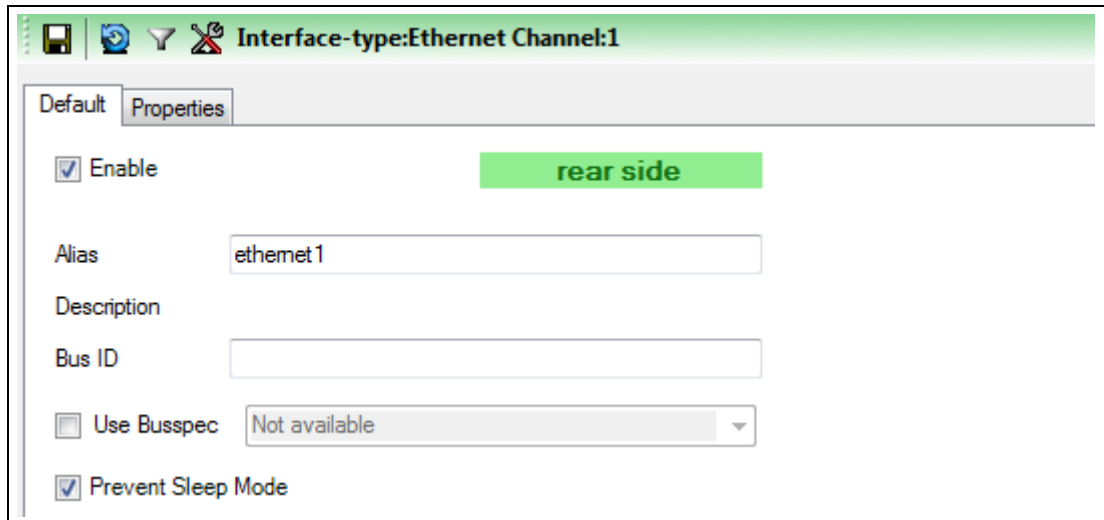 Interface-type:Ethernet Channel:1
Default Properties
Enable rear side
Alias ethernet1
Description
Bus ID
Use Busspec Not available
Prevent Sleep Mode